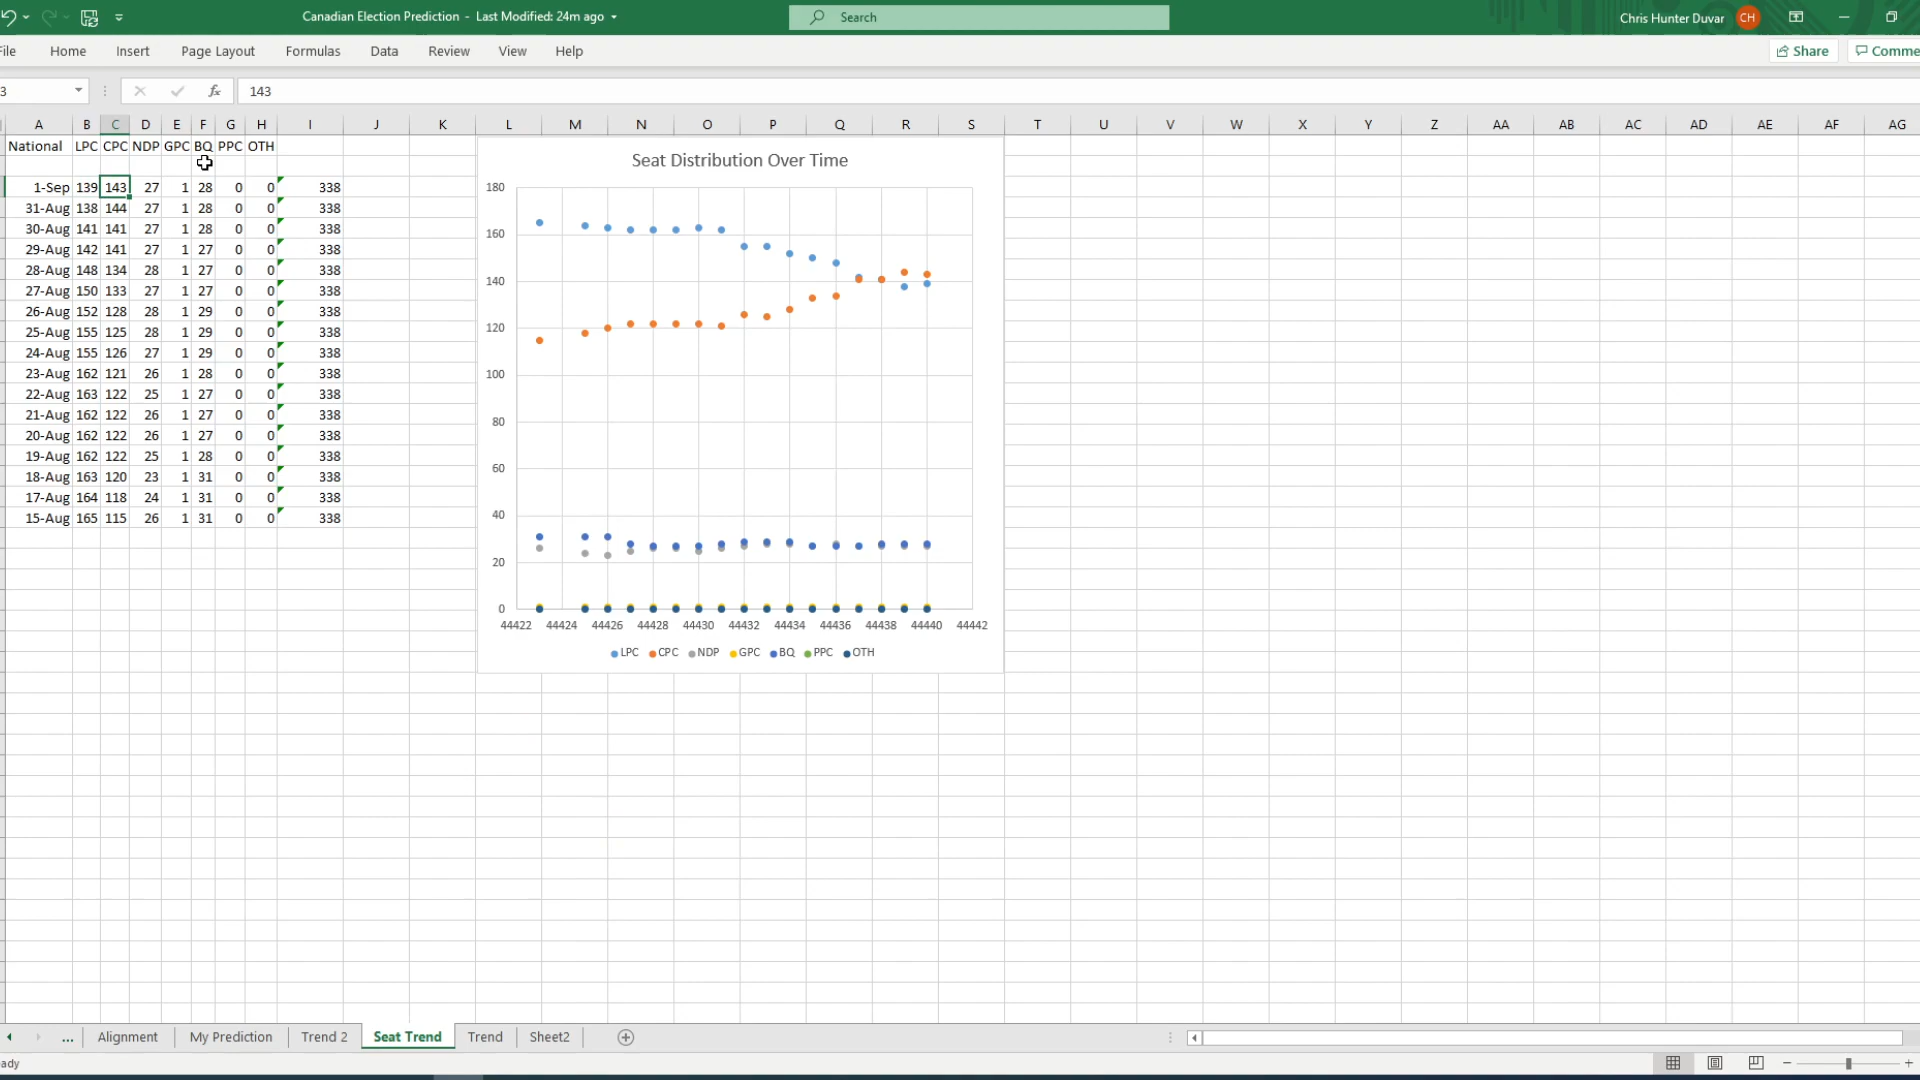 Canadian Election Prediction - Last Modified: 24m ago
Search
Chris Hunter Duvar
CH
ile
Home
Insert
Page Layout
Formulas
Data
Review
View
Help
Share
Comme
3
fx
143
A B C D E F G H I J K L M N O P Q R S T U V W X Y Z AA AB AC AD AE AF AG
National LPC CPC NDP GPC BQ PPC OTH
1-Sep 139 143 27 1 28 0 0 338
31-Aug 138 144 27 1 28 0 0 338
30-Aug 141 141 27 1 28 0 0 338
29-Aug 142 141 27 1 27 0 0 338
28-Aug 148 134 28 1 27 0 0 338
27-Aug 150 133 27 1 27 0 0 338
26-Aug 152 128 28 1 29 0 0 338
25-Aug 155 125 28 1 29 0 0 338
24-Aug 155 126 27 1 29 0 0 338
23-Aug 162 121 26 1 28 0 0 338
22-Aug 163 122 25 1 27 0 0 338
21-Aug 162 122 26 1 27 0 0 338
20-Aug 162 122 26 1 27 0 0 338
19-Aug 162 122 25 1 28 0 0 338
18-Aug 163 120 23 1 31 0 0 338
17-Aug 164 118 24 1 31 0 0 338
15-Aug 165 115 26 1 31 0 0 338
Seat Distribution Over Time
180
160
140
120
100
80
60
40
20
0
44422 44424 44426 44428 44430 44432 44434 44436 44438 44440 44442
LPC CPC NDP GPC BQ PPC OTH
...
Alignment
My Prediction
Trend 2
Seat Trend
Trend
Sheet2
ady